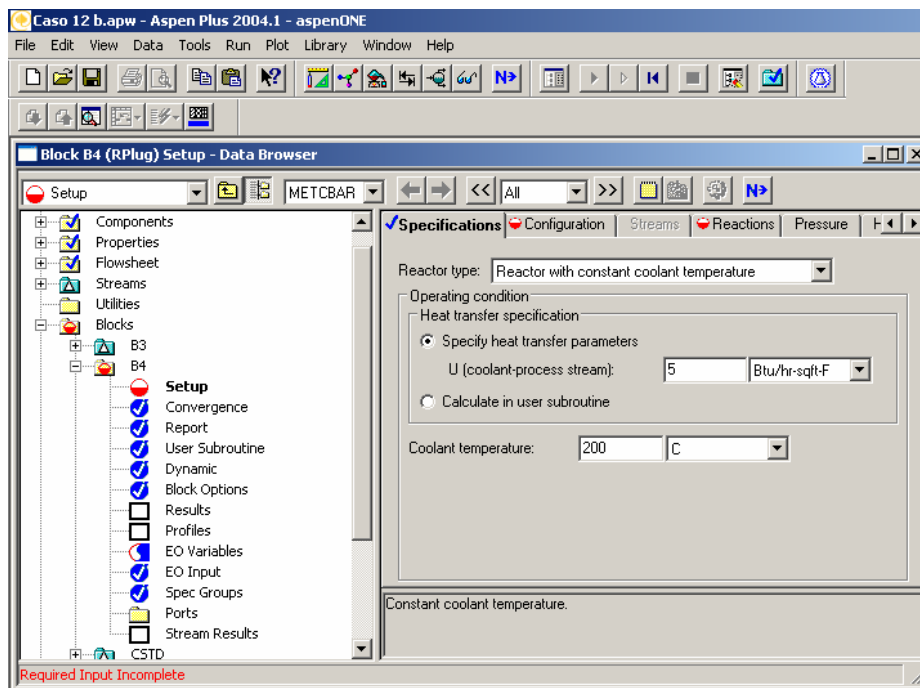 Caso 12 b.apw - Aspen Plus 2004.1 - aspenONE
File Edit View Data Tools Run Plot Library Window Help
N>
Block B4 (RPlug) Setup - Data Browser
Setup METCBAR << All >> N>
Components
Properties
Flowsheet
Streams
Utilities
Blocks
B3
B4
Setup
Convergence
Report
User Subroutine
Dynamic
Block Options
Results
Profiles
EO Variables
EO Input
Spec Groups
Ports
Stream Results
CSTD
Specifications Configuration Streams Reactions Pressure H
Reactor type: Reactor with constant coolant temperature
Operating condition
Heat transfer specification
Specify heat transfer parameters
U (coolant-process stream): 5 Btu/hr-sqft-F
Calculate in user subroutine
Coolant temperature: 200 C
Constant coolant temperature.
Required Input Incomplete